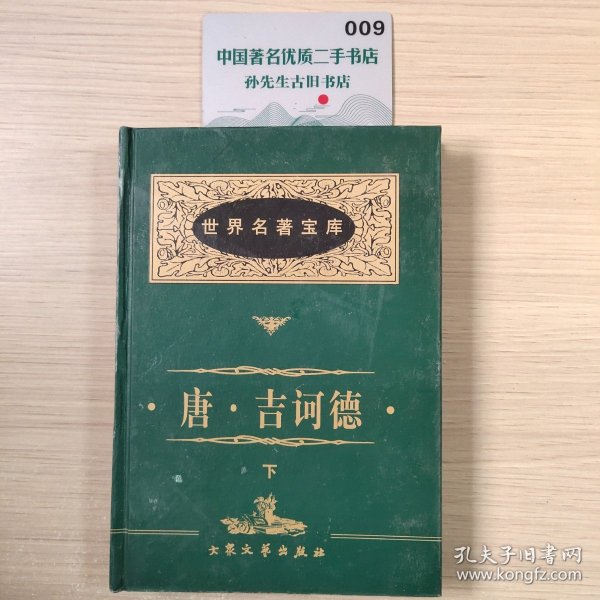 009
中国著名优质二手书店
孙先生古旧书店
世界名著宝库
·唐·吉诃德·
下
大众文艺出版社
孔夫子旧书网
www.kongfz.com